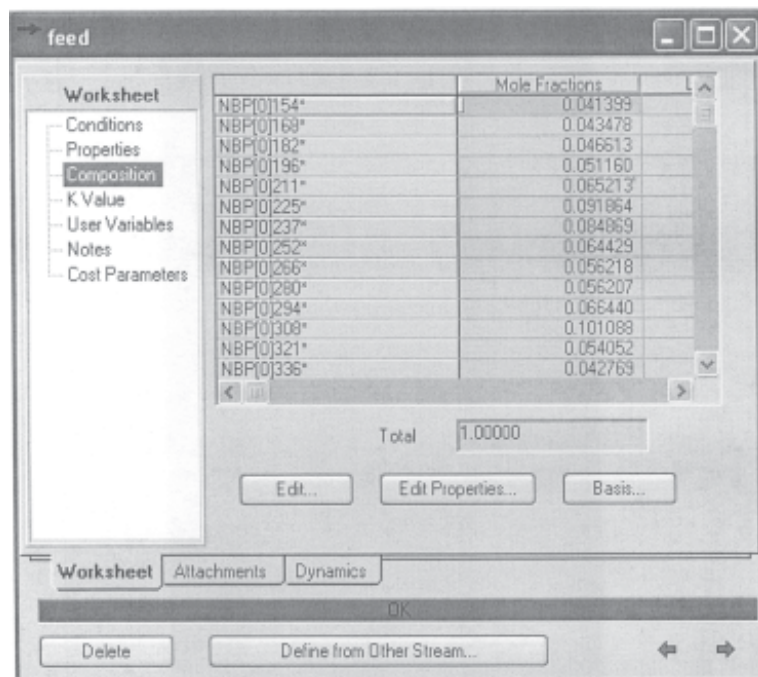 feed
Worksheet
Conditions
Properties
Composition
K Value
User Variables
Notes
Cost Parameters
Mole Fractions L
NBP[0]154* 0.041399
NBP[0]168* 0.043478
NBP[0]182* 0.046613
NBP[0]196* 0.051160
NBP[0]211* 0.065213
NBP[0]225* 0.091864
NBP[0]237* 0.084869
NBP[0]252* 0.064429
NBP[0]266* 0.056218
NBP[0]280* 0.056207
NBP[0]294* 0.066440
NBP[0]308* 0.101088
NBP[0]321* 0.054052
NBP[0]336* 0.042769
Total 1.00000
Edit... Edit Properties... Basis...
Worksheet Attachments Dynamics
OK
Delete Define from Other Stream...